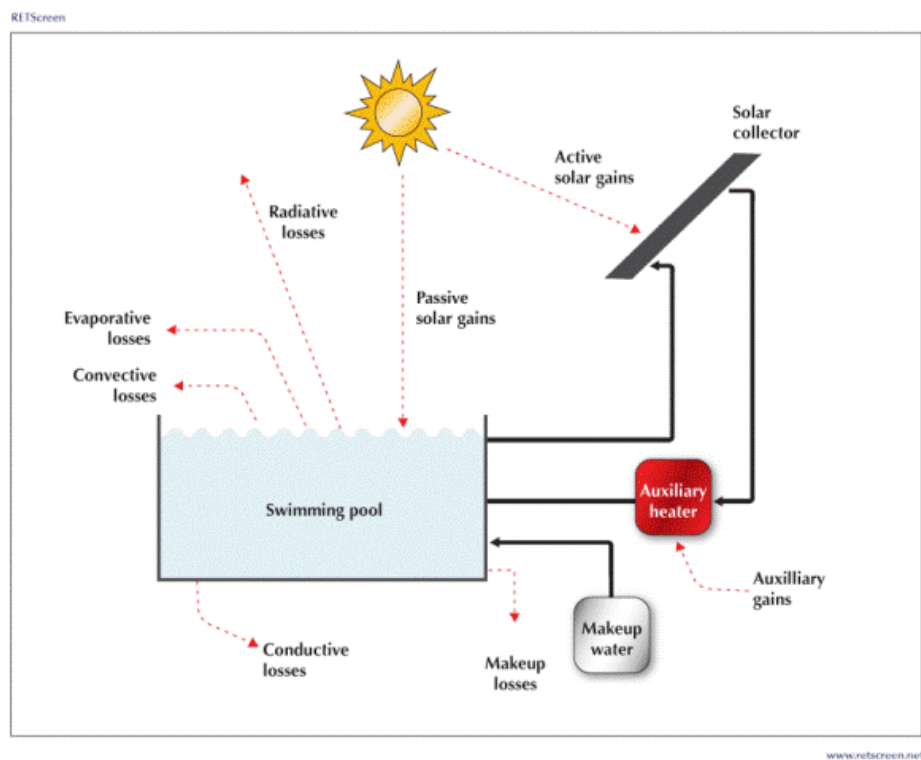 RETScreen
Solar
collector
Active
solar gains
Radiative
losses
Passive
solar gains
Evaporative
losses
Convective
losses
Swimming pool
Auxiliary
heater
Auxilliary
gains
Makeup
water
Conductive
losses
Makeup
losses
www.retscreen.net